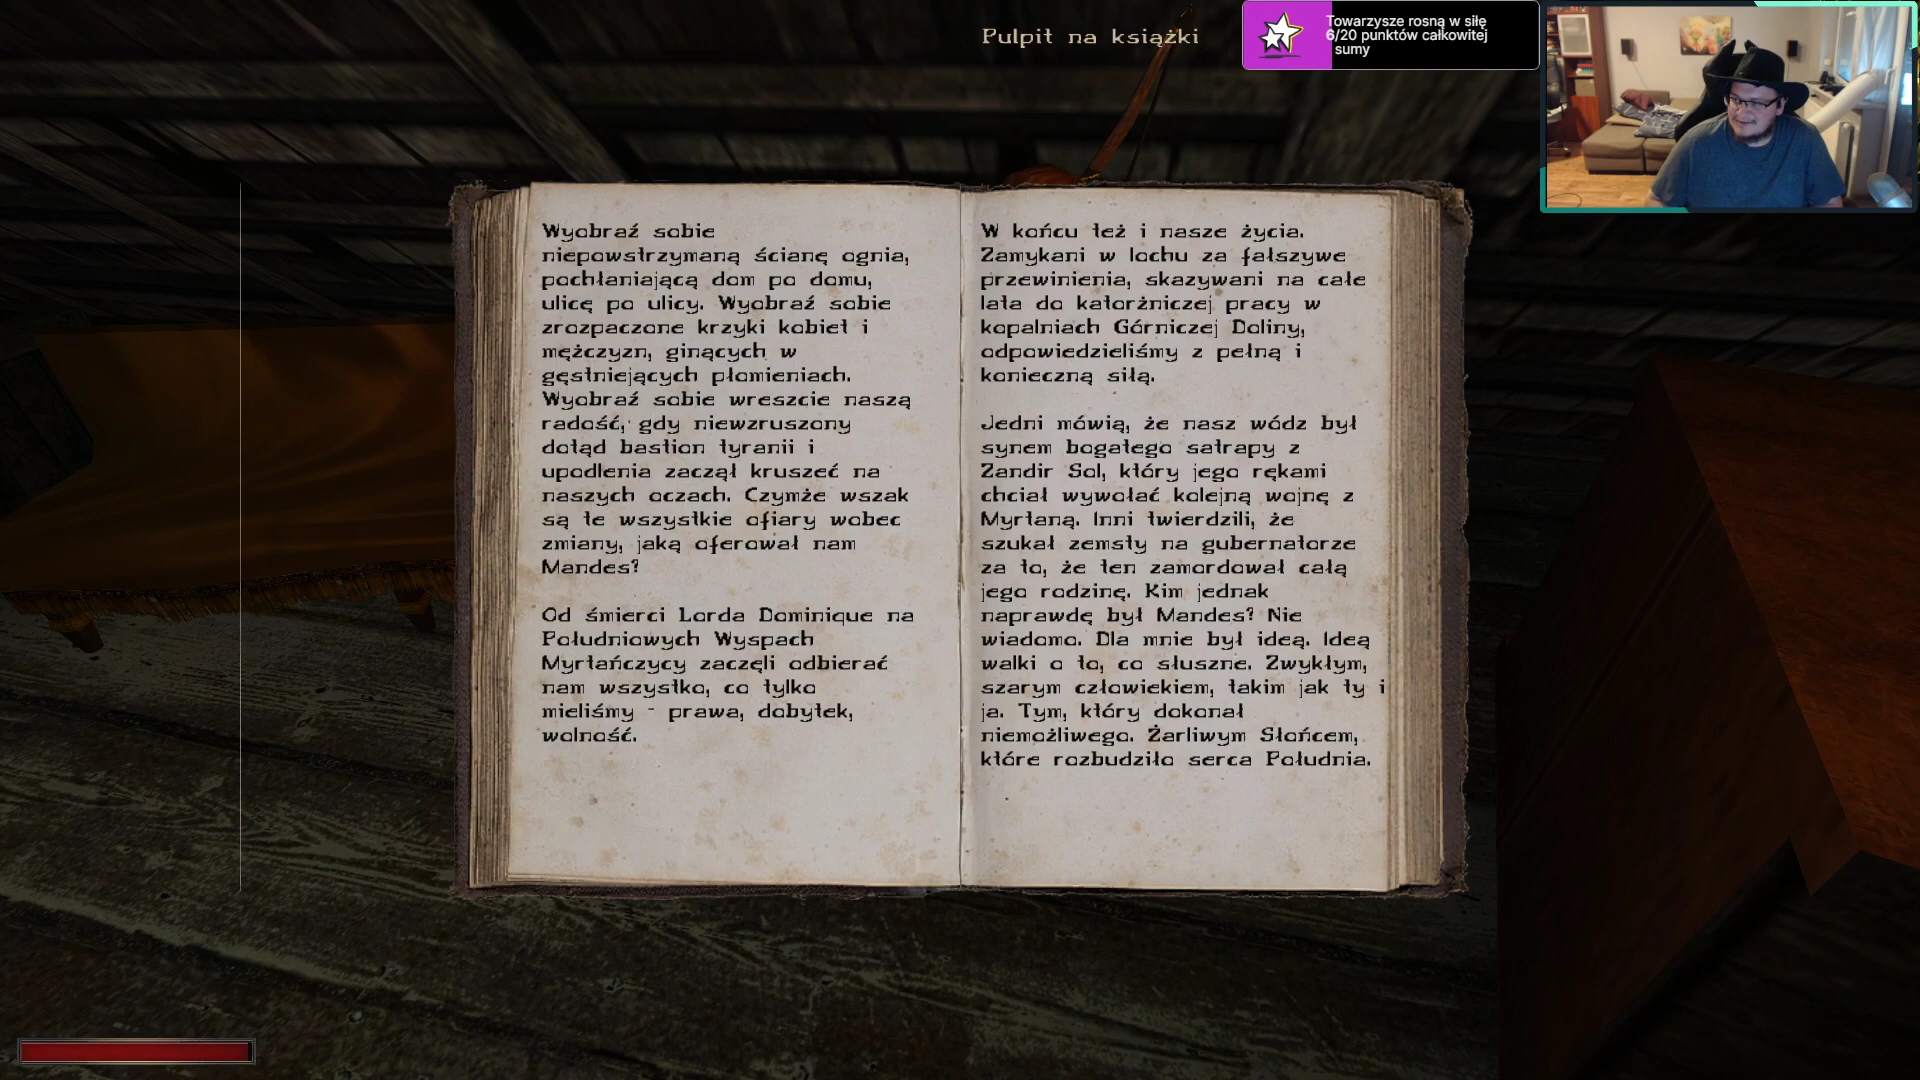 Pulpit na książki
Towarzysze rosną w siłę
6/20 punktów całkowitej
sumy
Wyobraź sobie
niepowstrzymaną ścianę ognia,
pochłaniającą dom po domu,
ulicę po ulicy. Wyobraź sobie
zrozpaczone krzyki kobiet i
mężczyzn, ginących w
gęstniejących płomieniach.
Wyobraź sobie wreszcie naszą
radość, gdy niewzruszony
dotąd bastion tyranii i
upodlenia zaczął kruszeć na
naszych oczach. Czymże wszak
są te wszystkie ofiary wobec
zmiany, jaką oferował nam
Mandes?
Od śmierci Lorda Dominique na
Południowych Wyspach
Myrtańczycy zaczęli odbierać
nam wszystko, co tylko
mieliśmy - prawa, dobytek,
wolność.
W końcu też i nasze życia.
Zamykani w lochu za fałszywe
przewinienia, skazywani na całe
lata do katorżniczej pracy w
kopalniach Górniczej Doliny,
odpowiedzieliśmy z pełną i
konieczną siłą.
Jedni mówią, że nasz wódz był
synem bogatego satrapy z
Zandir Sol, który jego rękami
chciał wywołać kolejną wojnę z
Myrtaną. Inni twierdzili, że
szukał zemsty na gubernatorze
za to, że ten zamordował całą
jego rodzinę. Kim jednak
naprawdę był Mandes? Nie
wiadomo. Dla mnie był ideą. Ideą
walki o to, co słuszne. Zwykłym,
szarym człowiekiem, takim jak ty i
ja. Tym, który dokonał
niemożliwego. Żarliwym Słońcem,
które rozbudziło serca Południa.